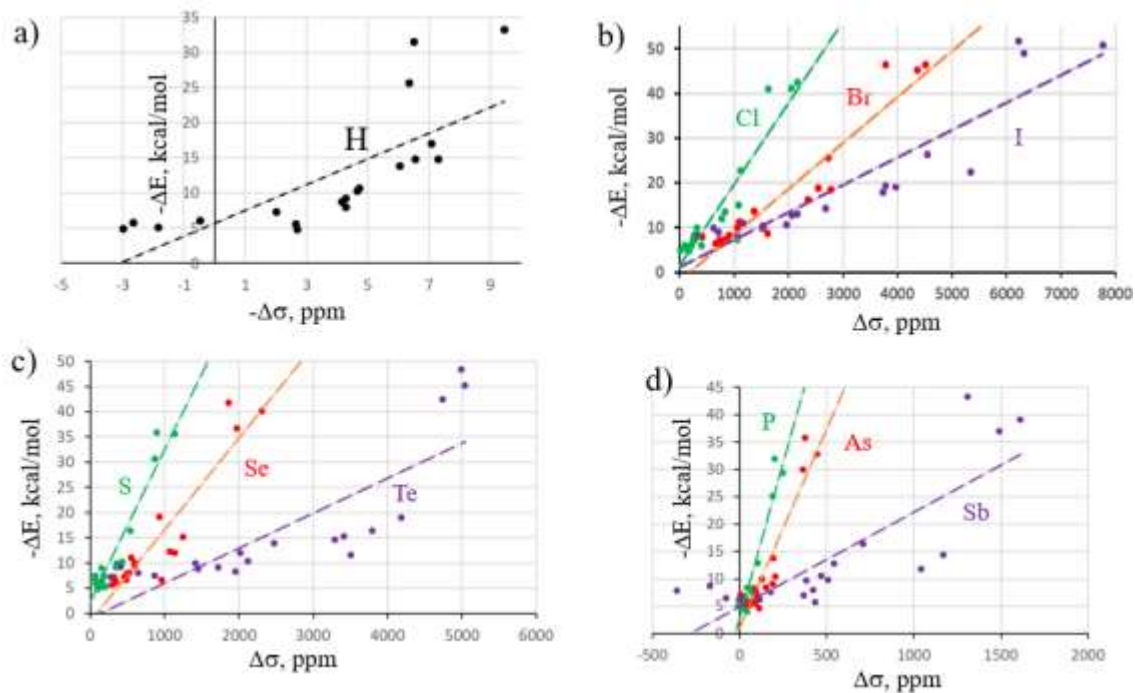 a)
35
30
25
20
15
10
5
0
-ΔE, kcal/mol
H
-5 -3 -1 1 3 5 7 9
-Δσ, ppm
b)
50
40
30
20
10
0
-ΔE, kcal/mol
Cl
Br
I
0 1000 2000 3000 4000 5000 6000 7000 8000
Δσ, ppm
c)
50
45
40
35
30
25
20
15
10
5
0
-ΔE, kcal/mol
S
Se
Te
0 1000 2000 3000 4000 5000 6000
Δσ, ppm
d)
45
40
35
30
25
20
15
10
5
0
-ΔE, kcal/mol
P
As
Sb
-500 0 500 1000 1500 2000
Δσ, ppm